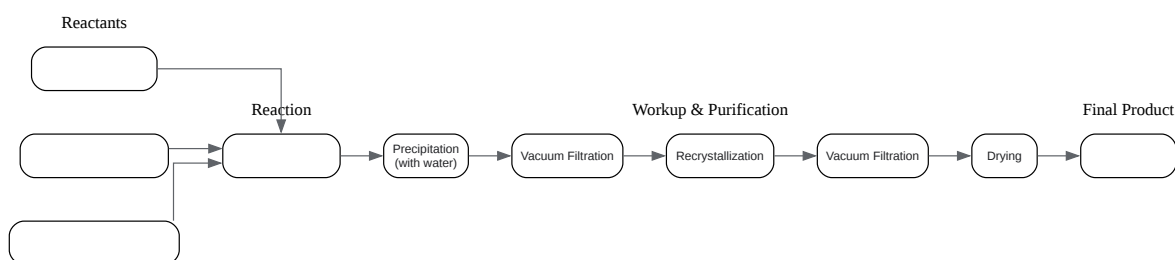 Reactants
Reaction
Workup & Purification
Final Product
Precipitation
(with water)
Vacuum Filtration
Recrystallization
Vacuum Filtration
Drying